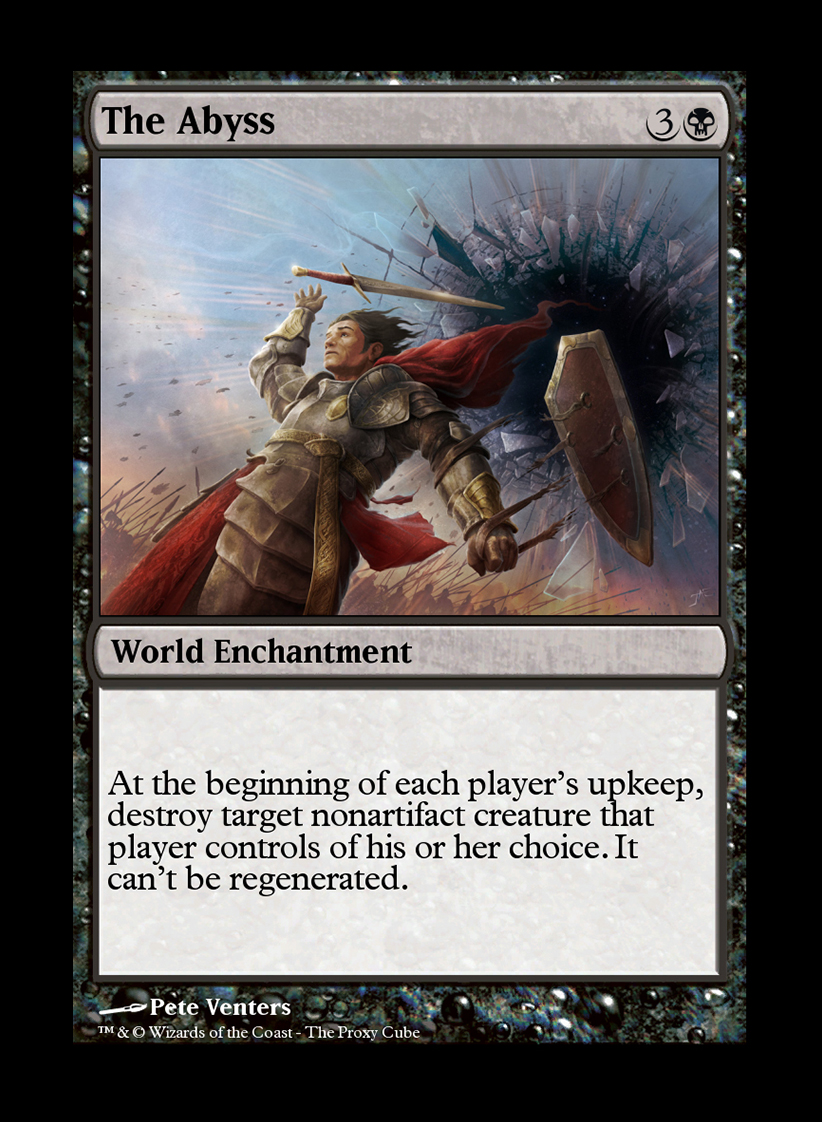 The Abyss 3
World Enchantment
At the beginning of each player's upkeep,
destroy target nonartifact creature that
player controls of his or her choice. It
can't be regenerated.
Pete Venters
™ & © Wizards of the Coast - The Proxy Cube